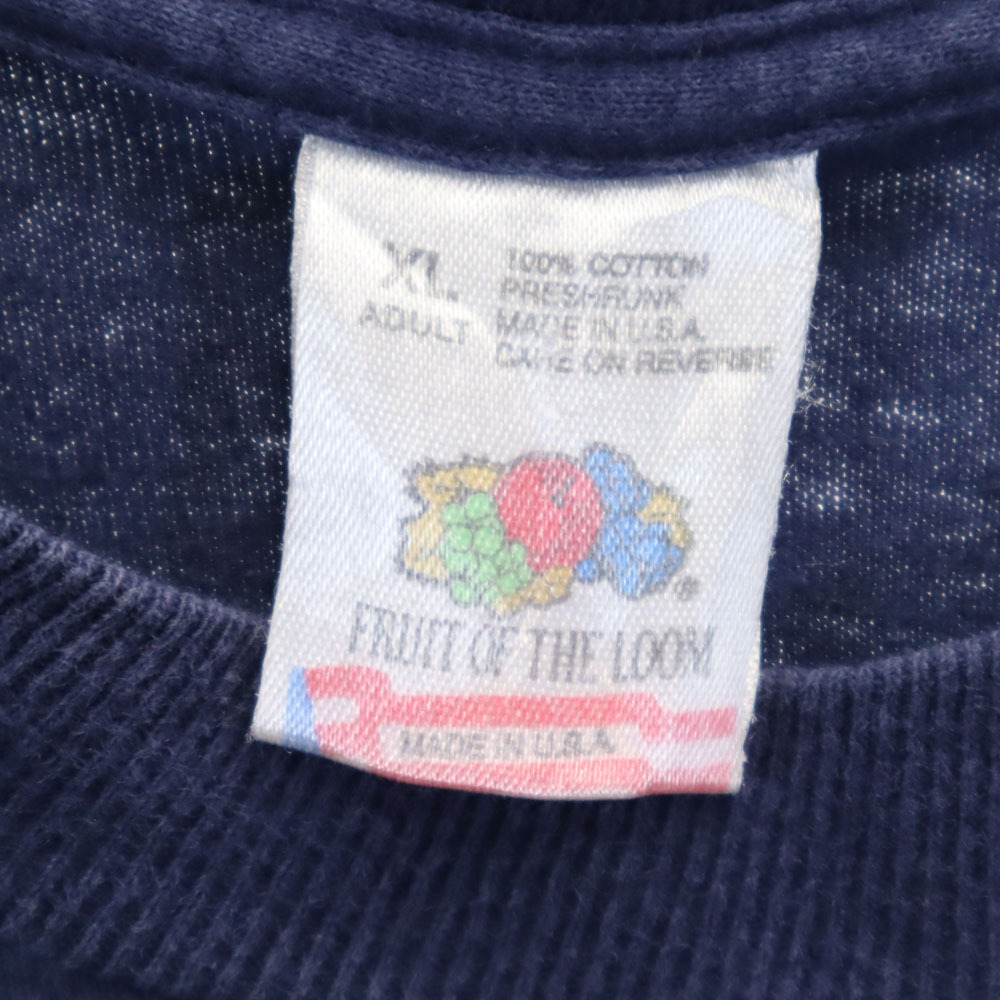 XL
ADULT
100% COTTON
PRESHRUNK
MADE IN U.S.A.
CARE ON REVERSE
®
FRUIT OF THE LOOM
MADE IN U.S.A.